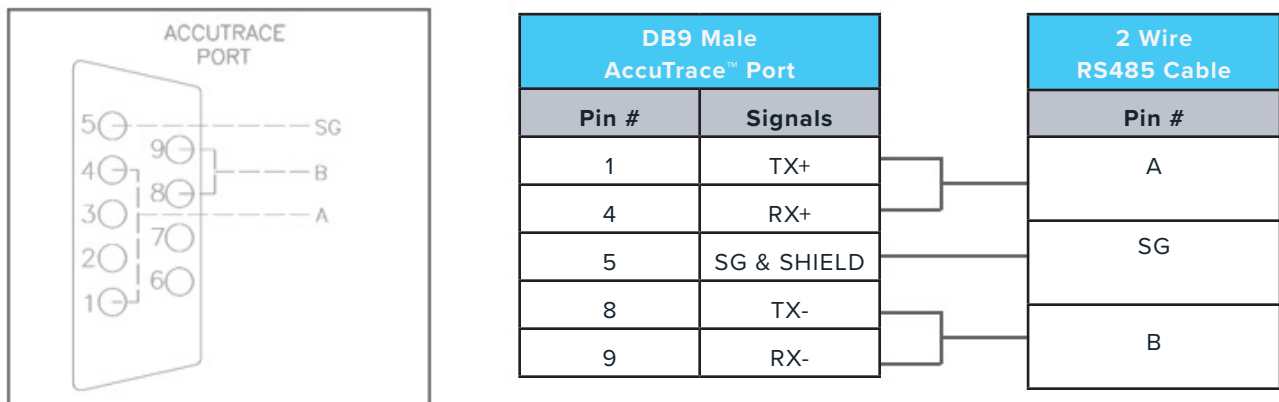 ACCUTRACE
PORT
5 SG
9
4 B
8
3 A
7
2
6
1
DB9 Male
AccuTrace™ Port
Pin # Signals
1 TX+
4 RX+
5 SG & SHIELD
8 TX-
9 RX-
2 Wire
RS485 Cable
Pin #
A
SG
B